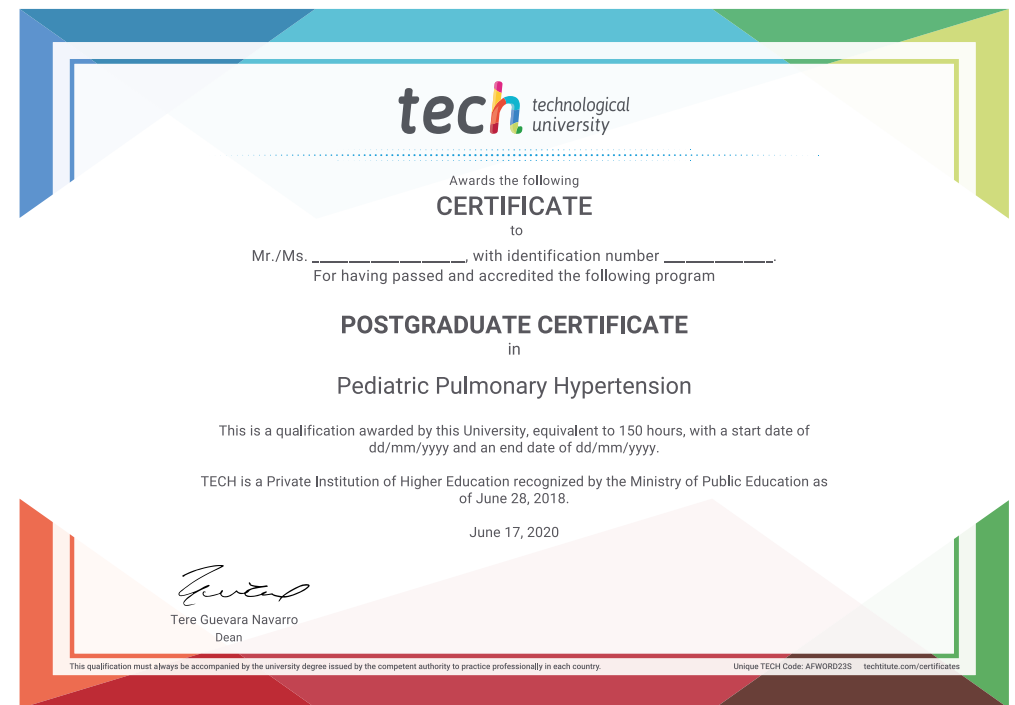 tech technological
university
Awards the following
CERTIFICATE
to
Mr./Ms. ____________________, with identification number ______________.
For having passed and accredited the following program
POSTGRADUATE CERTIFICATE
in
Pediatric Pulmonary Hypertension
This is a qualification awarded by this University, equivalent to 150 hours, with a start date of
dd/mm/yyyy and an end date of dd/mm/yyyy.
TECH is a Private Institution of Higher Education recognized by the Ministry of Public Education as
of June 28, 2018.
June 17, 2020
Tere Guevara Navarro
Dean
This qualification must always be accompanied by the university degree issued by the competent authority to practice professionally in each country.
Unique TECH Code: AFWORD23S techtitute.com/certificates